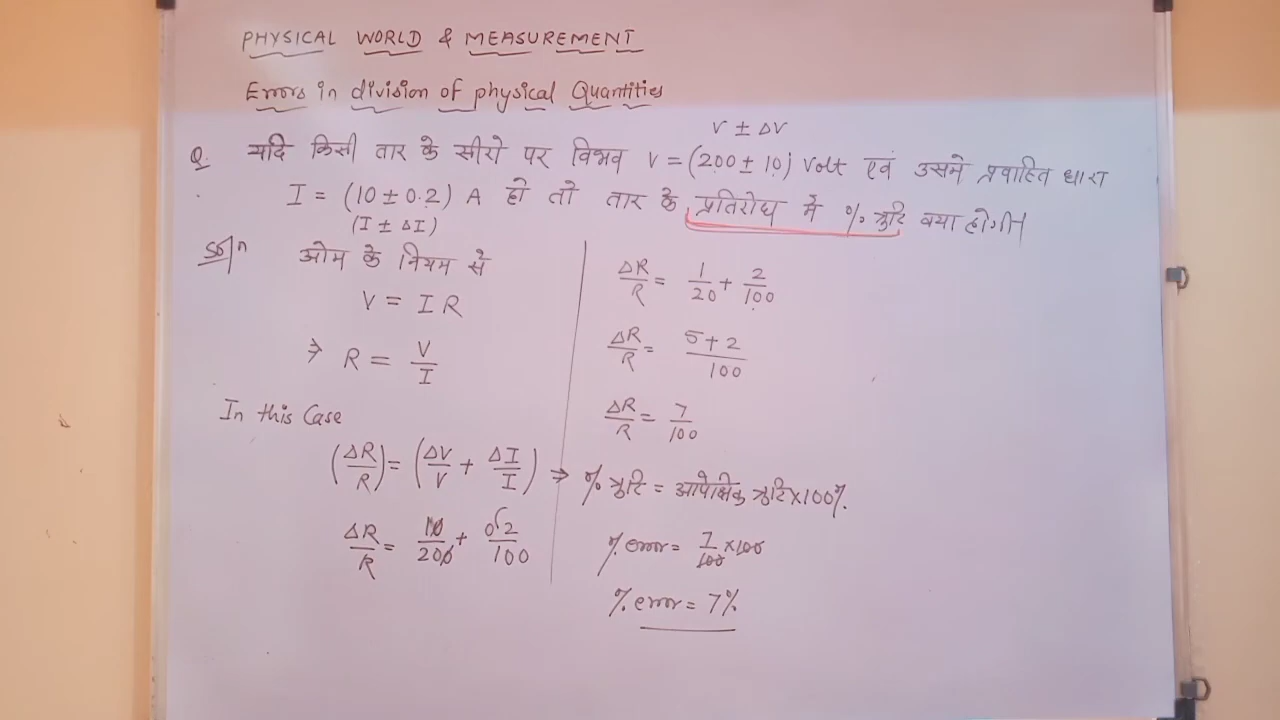 PHYSICAL WORLD & MEASUREMENT
Errors in division of physical Quantities
V ± ΔV
Q. यदि किसी तार के सीरो पर विभव V = (200 ± 10) Volt एवं उसमे प्रवाहित धारा
I = (10 ± 0.2) A हो तो तार के प्रतिरोध मे % त्रुटि क्या होगी।
(I ± ΔI)
Soln ओम के नियम से
V = I R
⇒ R = V/I
In this Case
(ΔR/R) = (ΔV/V + ΔI/I)
ΔR/R = 10/200 + 02/100
ΔR/R = 1/20 + 2/100
ΔR/R = 5+2/100
ΔR/R = 7/100
⇒ % त्रुटि = आपेक्षिक त्रुटि × 100%.
% error = 7/100 × 100
% error = 7%